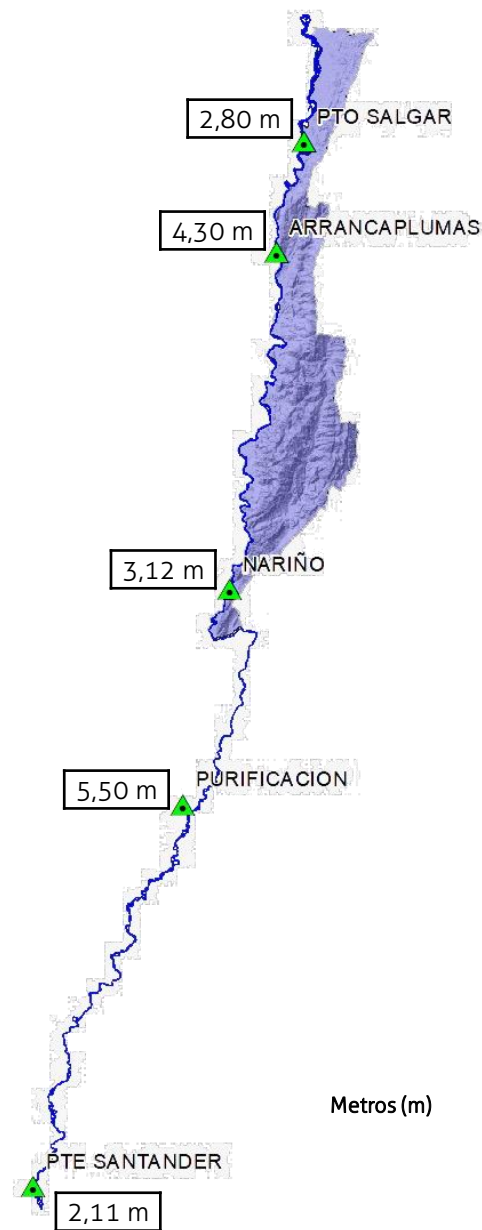 2,80 m
PTO SALGAR
4,30 m
ARRANCAPLUMAS
3,12 m
NARIÑO
5,50 m
PURIFICACION
Metros (m)
PTE SANTANDER
2,11 m